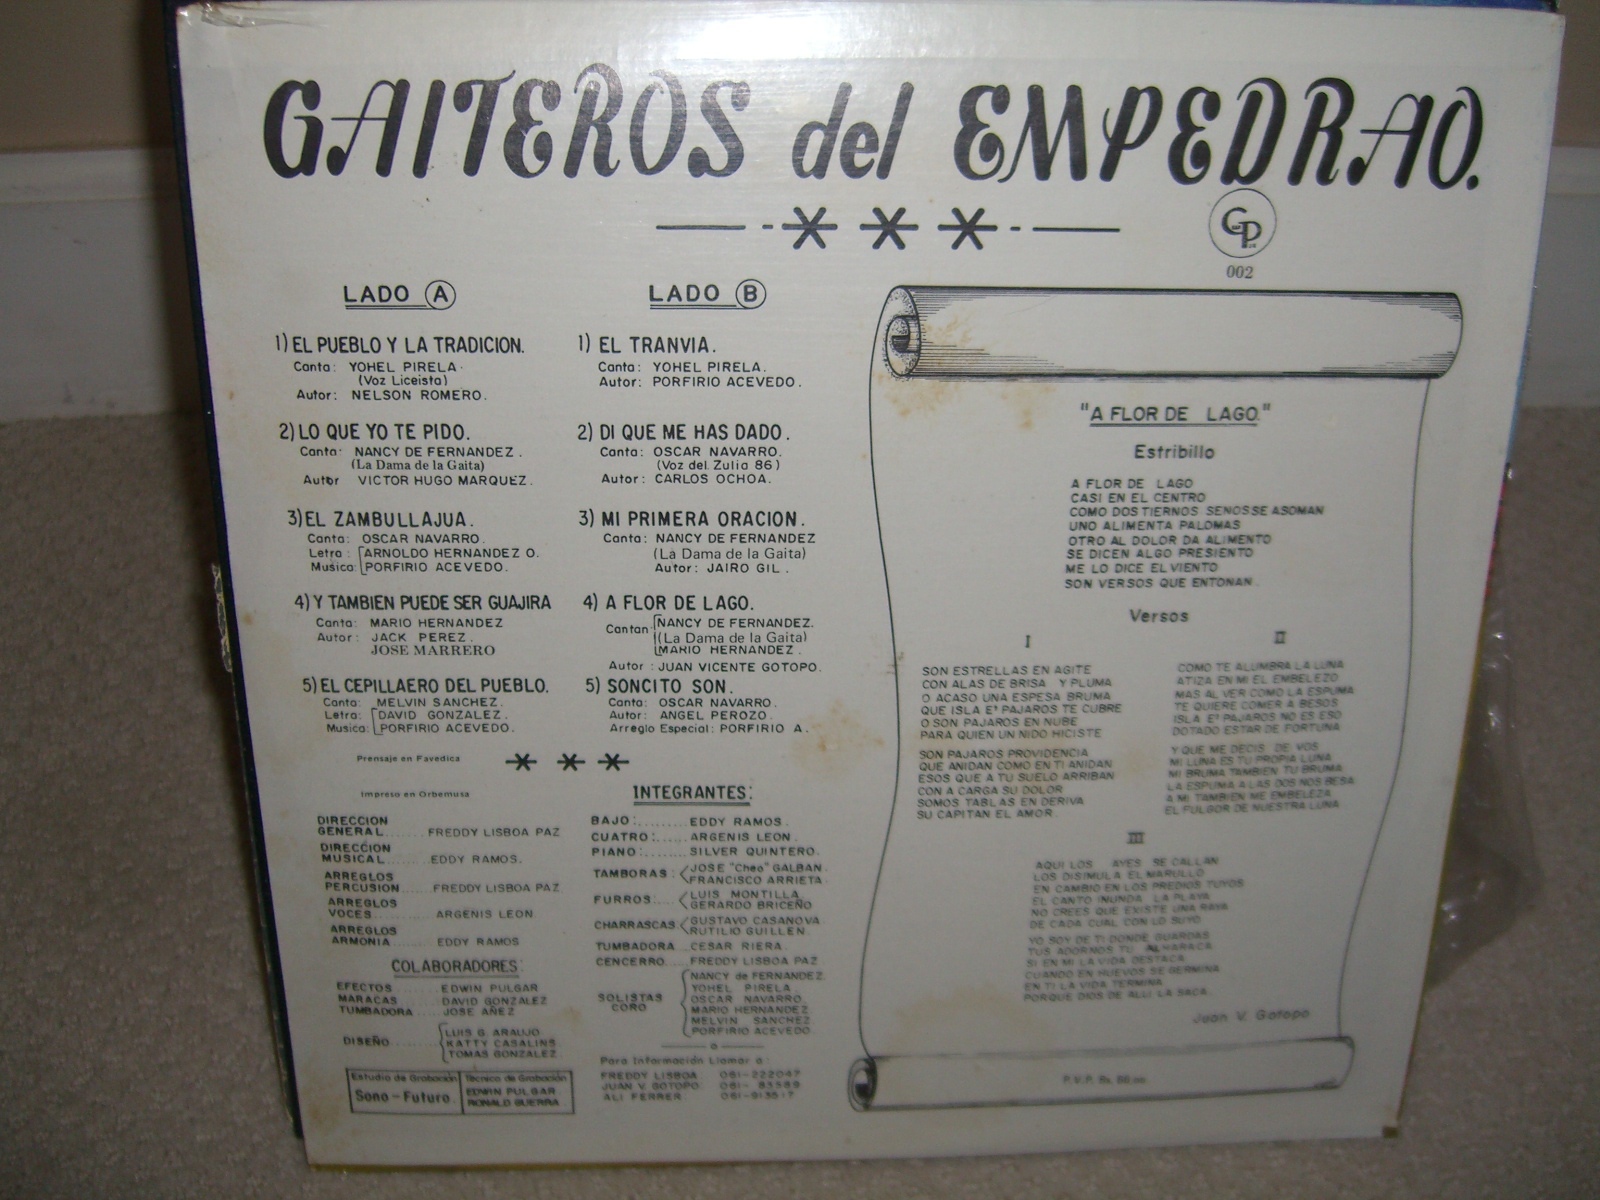 GAITEROS del EMPEDRAO.
GP
002
LADO A
1) EL PUEBLO Y LA TRADICION.
Canta: YOHEL PIRELA.
(Voz Liceista)
Autor: NELSON ROMERO.
2) LO QUE YO TE PIDO.
Canta: NANCY DE FERNANDEZ.
(La Dama de la Gaita)
Autor VICTOR HUGO MARQUEZ.
3) EL ZAMBULLAJUA.
Canta: OSCAR NAVARRO.
Letra: ARNOLDO HERNANDEZ O.
Musica: PORFIRIO ACEVEDO.
4) Y TAMBIEN PUEDE SER GUAJIRA
Canta: MARIO HERNANDEZ
Autor: JACK PEREZ.
JOSE MARRERO
5) EL CEPILLAERO DEL PUEBLO.
Canta: MELVIN SANCHEZ.
Letra: DAVID GONZALEZ.
Musica: PORFIRIO ACEVEDO.
Prensaje en Favedica
Impreso en Orbemusa
DIRECCION
GENERAL....... FREDDY LISBOA PAZ
DIRECCION
MUSICAL....... EDDY RAMOS.
ARREGLOS
PERCUSION...... FREDDY LISBOA PAZ
ARREGLOS
VOCES....... ARGENIS LEON
ARREGLOS
ARMONIA....... EDDY RAMOS
COLABORADORES:
EFECTOS....... EDWIN PULGAR
MARACAS....... DAVID GONZALEZ
TUMBADORA.... JOSE AÑEZ
DISEÑO....... LUIS G. ARAUJO
KATTY CASALINS
TOMAS GONZALEZ
Estudio de Grabación
Sono-Futuro
Técnico de Grabación
EDWIN PULGAR
RONALD GUERRA
LADO B
1) EL TRANVIA.
Canta: YOHEL PIRELA.
Autor: PORFIRIO ACEVEDO.
2) DI QUE ME HAS DADO.
Canta: OSCAR NAVARRO.
(Voz del Zulia 86)
Autor: CARLOS OCHOA.
3) MI PRIMERA ORACION.
Canta: NANCY DE FERNANDEZ
(La Dama de la Gaita)
Autor: JAIRO GIL.
4) A FLOR DE LAGO.
Cantan NANCY DE FERNANDEZ.
(La Dama de la Gaita)
MARIO HERNANDEZ.
Autor: JUAN VICENTE GOTOPO.
5) SONCITO SON.
Canta: OSCAR NAVARRO.
Autor: ANGEL PEROZO.
Arreglo Especial: PORFIRIO A.
INTEGRANTES:
BAJO:........ EDDY RAMOS.
CUATRO:...... ARGENIS LEON.
PIANO:....... SILVER QUINTERO.
TAMBORAS: JOSE "Cheo" GALBAN.
FRANCISCO ARRIETA
FURROS:... LUIS MONTILLA
GERARDO BRICEÑO
CHARRASCAS GUSTAVO CASANOVA
RUTILIO GUILLEN.
TUMBADORA ... CESAR RIERA.
CENCERRO.... FREDDY LISBOA PAZ
SOLISTAS
CORO
NANCY de FERNANDEZ
YOHEL PIRELA.
OSCAR NAVARRO.
MARIO HERNANDEZ
MELVIN SANCHEZ
PORFIRIO ACEVEDO
Para Información Llamar a:
FREDDY LISBOA 061-222047
JUAN V. GOTOPO 061- 83589
ALI FERRER 061-913517
"A FLOR DE LAGO."
Estribillo
A FLOR DE LAGO
CASI EN EL CENTRO
COMO DOS TIERNOS SENOS SE ASOMAN
UNO ALIMENTA PALOMAS
OTRO AL DOLOR DA ALIMENTO
SE DICEN ALGO PRESIENTO
ME LO DICE EL VIENTO
SON VERSOS QUE ENTONAN.
Versos
I
SON ESTRELLAS EN AGITE
CON ALAS DE BRISA Y PLUMA
O ACASO UNA ESPESA BRUMA
QUE ISLA E' PAJAROS TE CUBRE
O SON PAJAROS EN NUBE
PARA QUIEN UN NIDO HICISTE
SON PAJAROS PROVIDENCIA
QUE ANIDAN COMO EN TI ANIDAN
ESOS QUE A TU SUELO ARRIBAN
CON A CARGA SU DOLOR
SOMOS TABLAS EN DERIVA
SU CAPITAN EL AMOR.
II
COMO TE ALUMBRA LA LUNA
ATIZA EN MI EL EMBELEZO
MAS AL VER COMO LA ESPUMA
TE QUIERE COMER A BESOS
ISLA E' PAJAROS NO ES ESO
DOTADO ESTAR DE FORTUNA
Y QUE ME DECIS DE VOS
MI LUNA ES TU PROPIA LUNA
MI BRUMA TAMBIEN TU BRUMA
LA ESPUMA A LAS DOS NOS BESA
A MI TAMBIEN ME EMBELEZA
EL FULGOR DE NUESTRA LUNA
III
AQUI LOS AYES SE CALLAN
LOS DISIMULA EL MARULLO
EN CAMBIO EN LOS PREDIOS TUYOS
EL CANTO INUNDA LA PLAYA
NO CREES QUE EXISTE UNA RAYA
DE CADA CUAL CON LO SUYO
YO SOY DE TI DONDE GUARDAS
TUS ADORNOS TU ALHARACA
SI EN MI LA VIDA DESTACA
CUANDO EN HUEVOS SE GERMINA
EN TI LA VIDA TERMINA
PORQUE DIOS DE ALLI LA SACA.
Juan V. Gotopo
P.V.P. Bs.